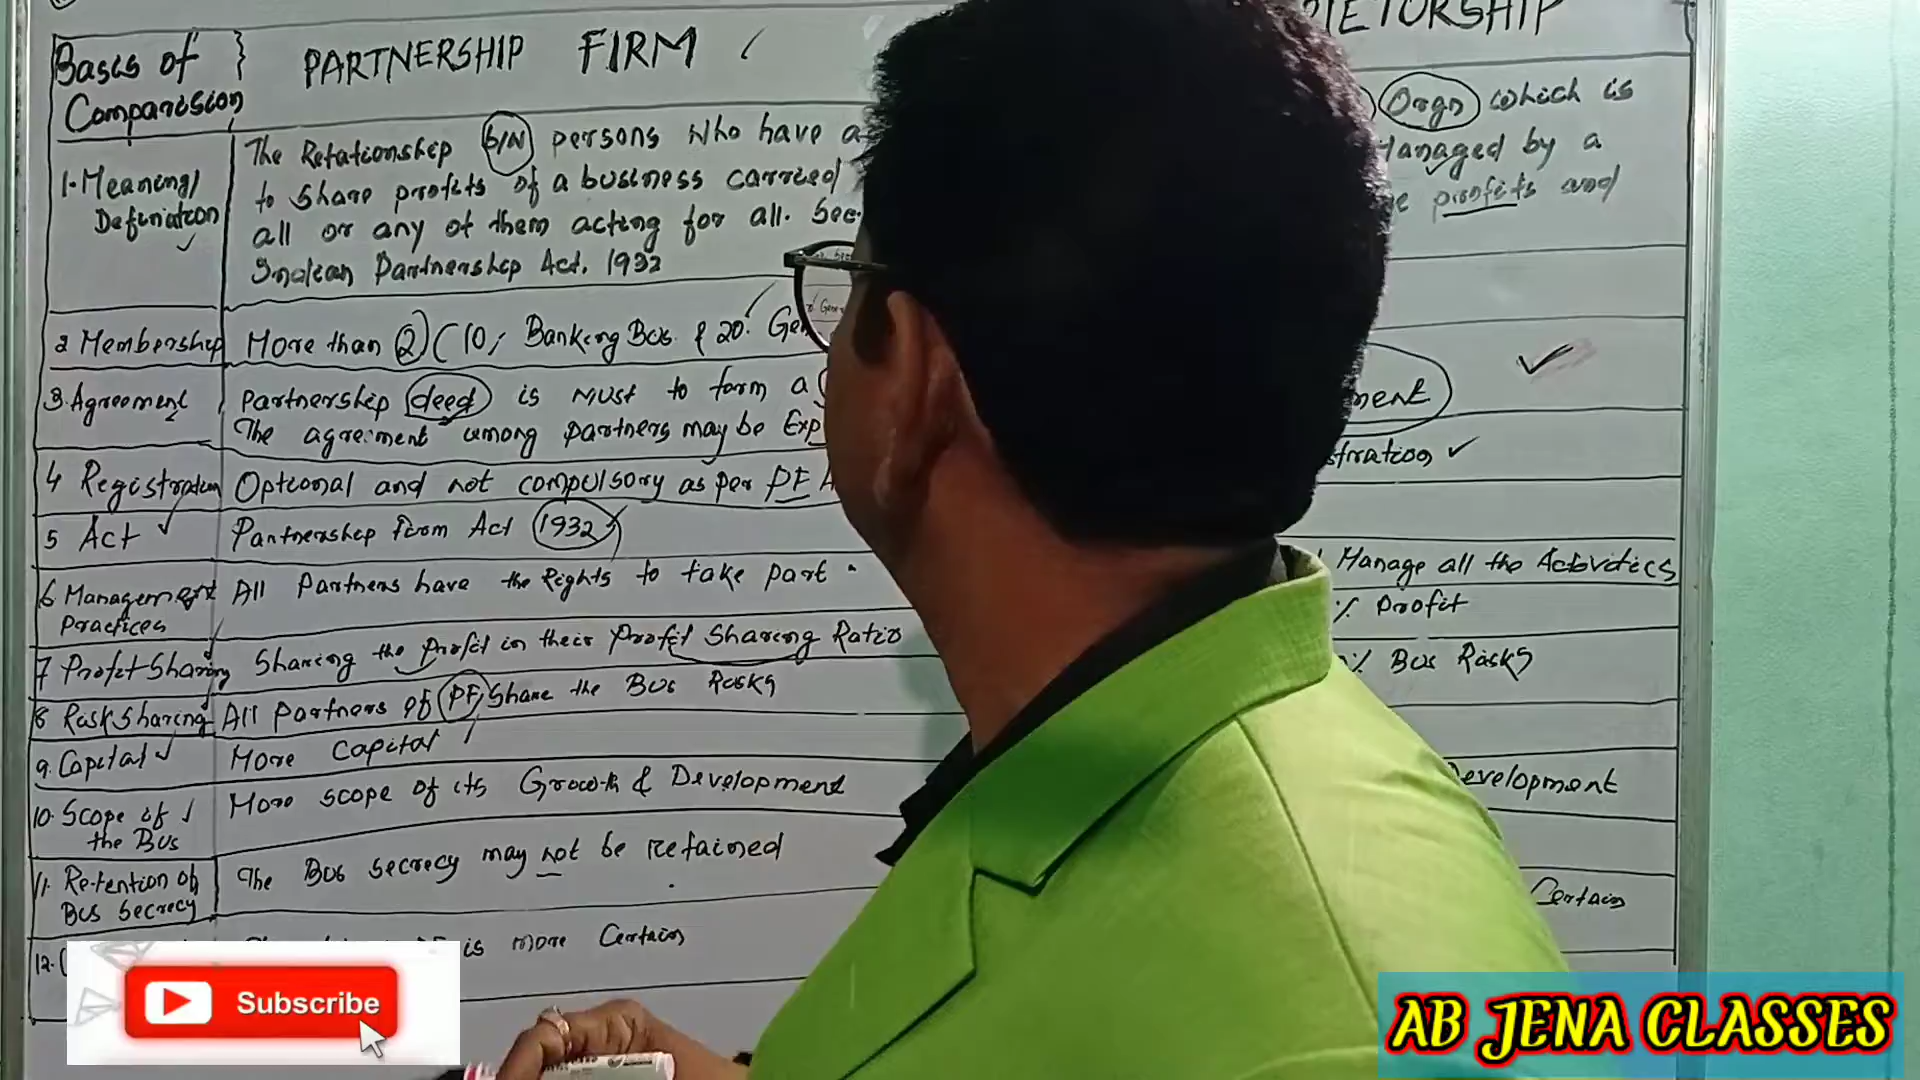 Basis of
Comparision
PARTNERSHIP FIRM
IETORSHIP
1. Meaning/
Defination
The Relationship b/N persons who have a
to share profits of a business carried
all or any of them acting for all. Sec.
Indian Partnership Act. 1932
Orgn which is
Managed by a
profits and
2 Membership
More than 2 (10, Banking Bus. & 20. Gen
3. Agreement
Partnership deed is must to form a
The agreement among partners may be Exp
ment
4 Registration
Optional and not compulsory as per PF A
stration
5 Act
Partnership Firm Act 1932
6 Management
Practices
All Partners have the Rights to take part
Manage all the Activities
7 Profit Sharing
Sharing the Profit in their Profit Sharing Ratio
% Profit
8 Risk Sharing
All partners of PF Share the Bus Risks
% Bus Risks
9. Capital
More capital
10. Scope of
the Bus
More scope of its Growth & Development
Development
11. Retention of
Bus Secrecy
The Bus secrecy may not be retained
12.
is more Certain
Certain
Subscribe
AB JENA CLASSES